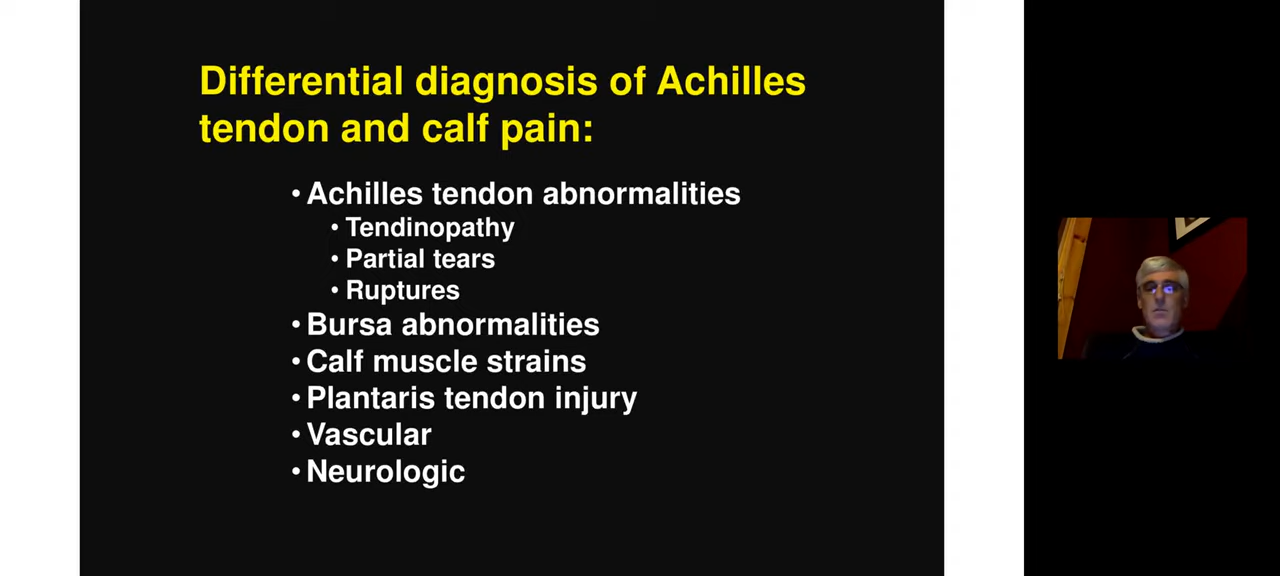 Differential diagnosis of Achilles
tendon and calf pain:
• Achilles tendon abnormalities
• Tendinopathy
• Partial tears
• Ruptures
• Bursa abnormalities
• Calf muscle strains
• Plantaris tendon injury
• Vascular
• Neurologic